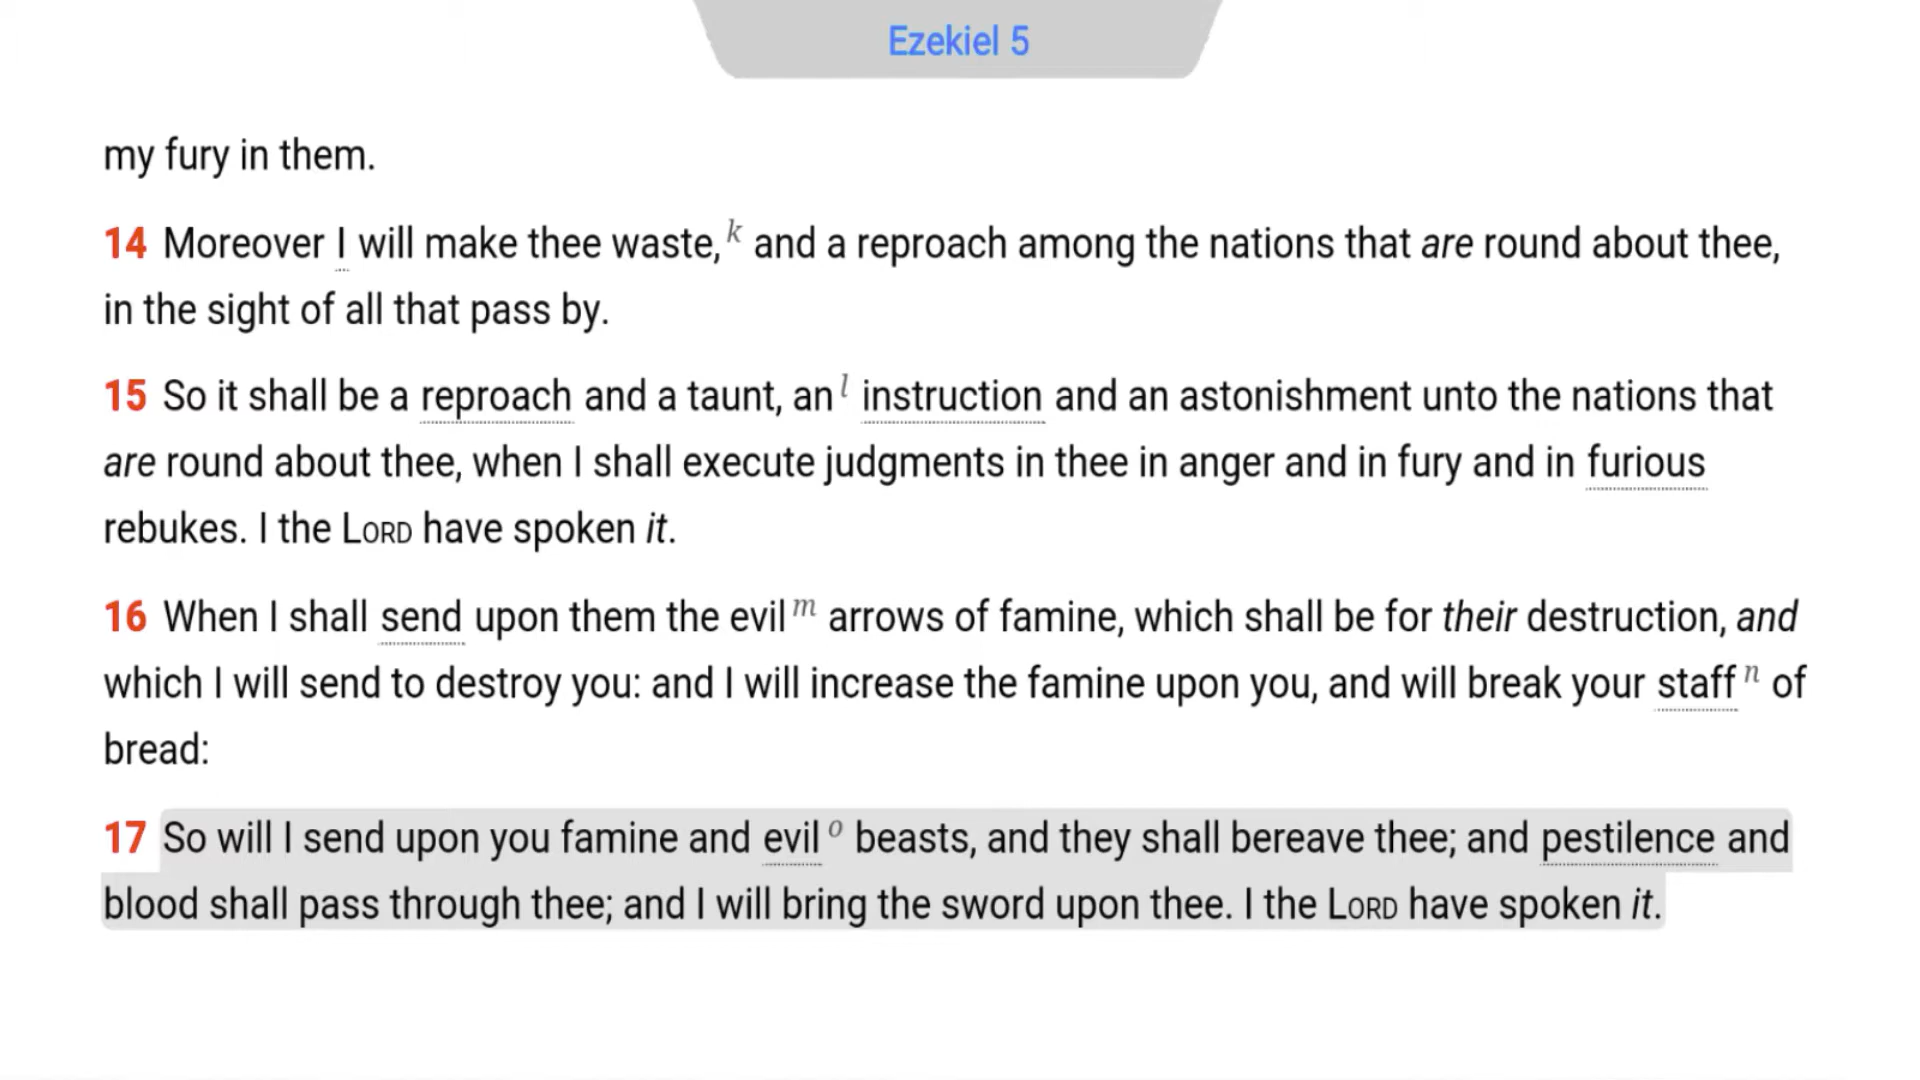 Ezekiel 5
my fury in them.
14 Moreover I will make thee waste,k and a reproach among the nations that are round about thee,
in the sight of all that pass by.
15 So it shall be a reproach and a taunt, anl instruction and an astonishment unto the nations that
are round about thee, when I shall execute judgments in thee in anger and in fury and in furious
rebukes. I the LORD have spoken it.
16 When I shall send upon them the evilm arrows of famine, which shall be for their destruction, and
which I will send to destroy you: and I will increase the famine upon you, and will break your staffn of
bread:
17 So will I send upon you famine and evilo beasts, and they shall bereave thee; and pestilence and
blood shall pass through thee; and I will bring the sword upon thee. I the LORD have spoken it.